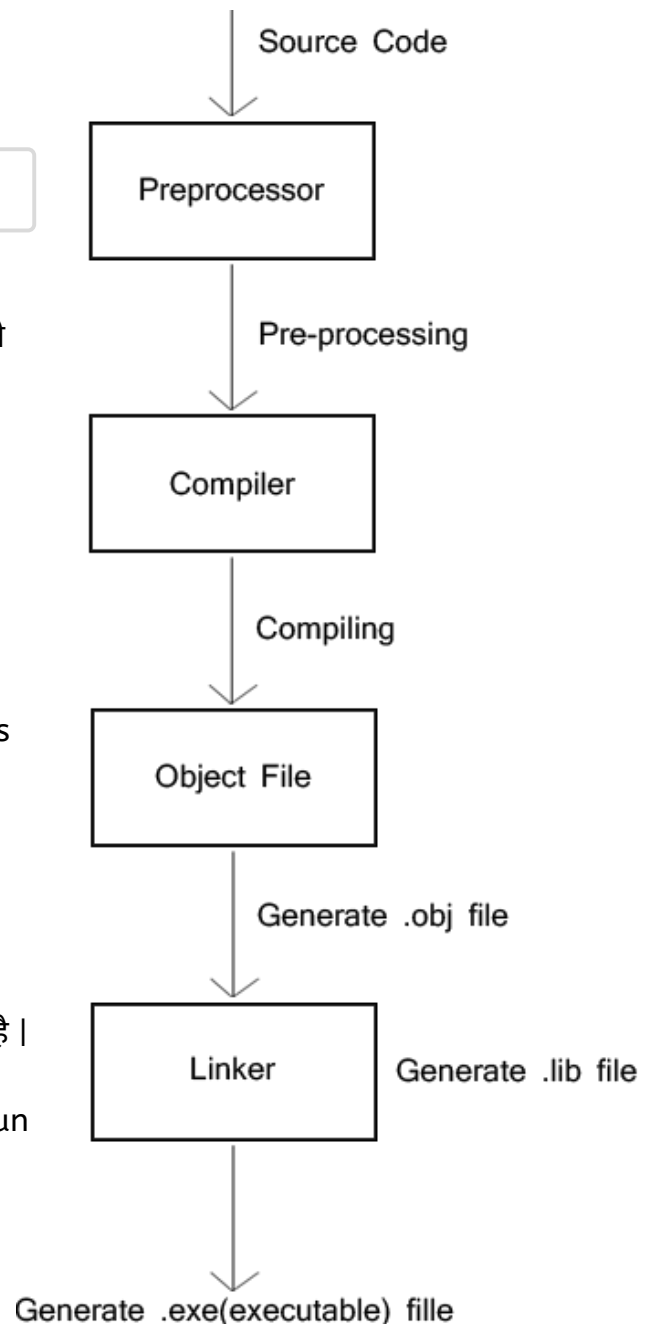 Source Code
Preprocessor
Pre-processing
Compiler
Compiling
s
Object File
Generate .obj file
है |
Linker
Generate .lib file
un
Generate .exe(executable) fille